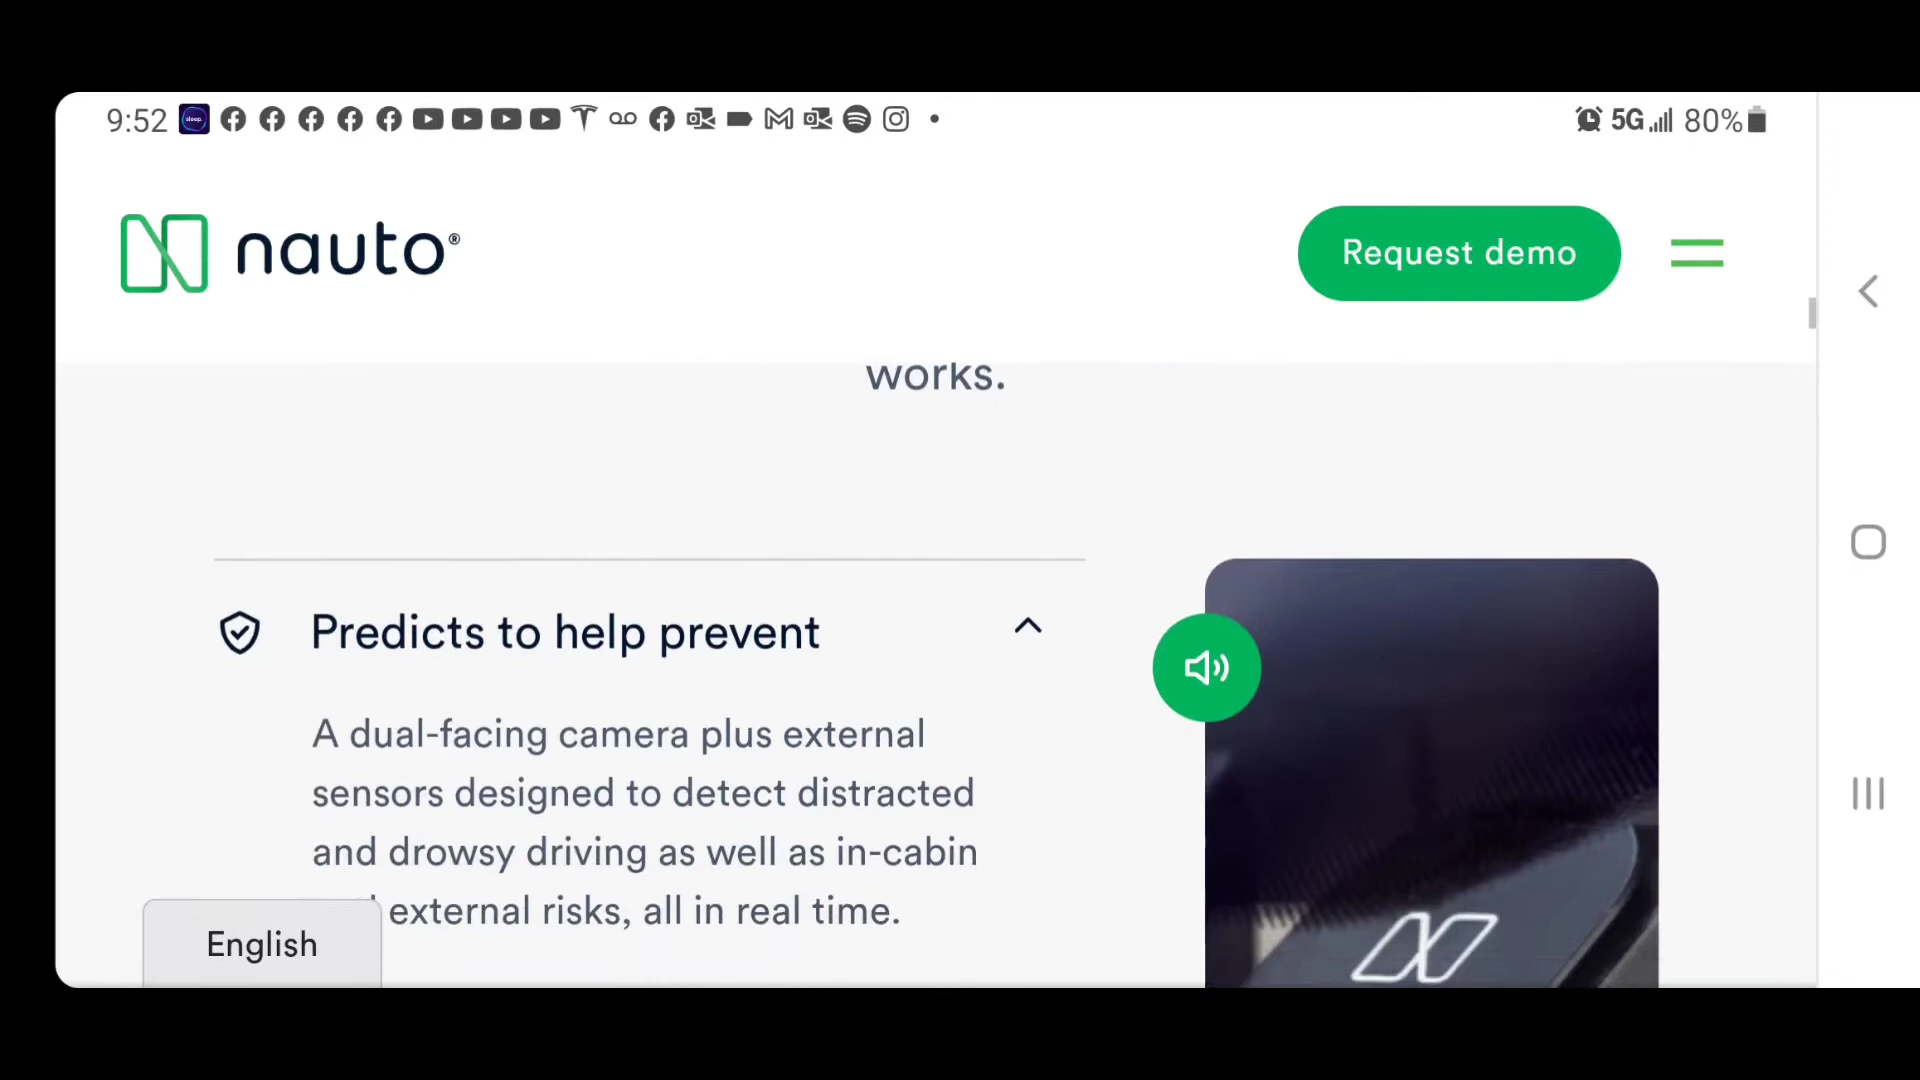 9:52
5G 80%
nauto®
Request demo
works.
Predicts to help prevent
A dual-facing camera plus external
sensors designed to detect distracted
and drowsy driving as well as in-cabin
external risks, all in real time.
English